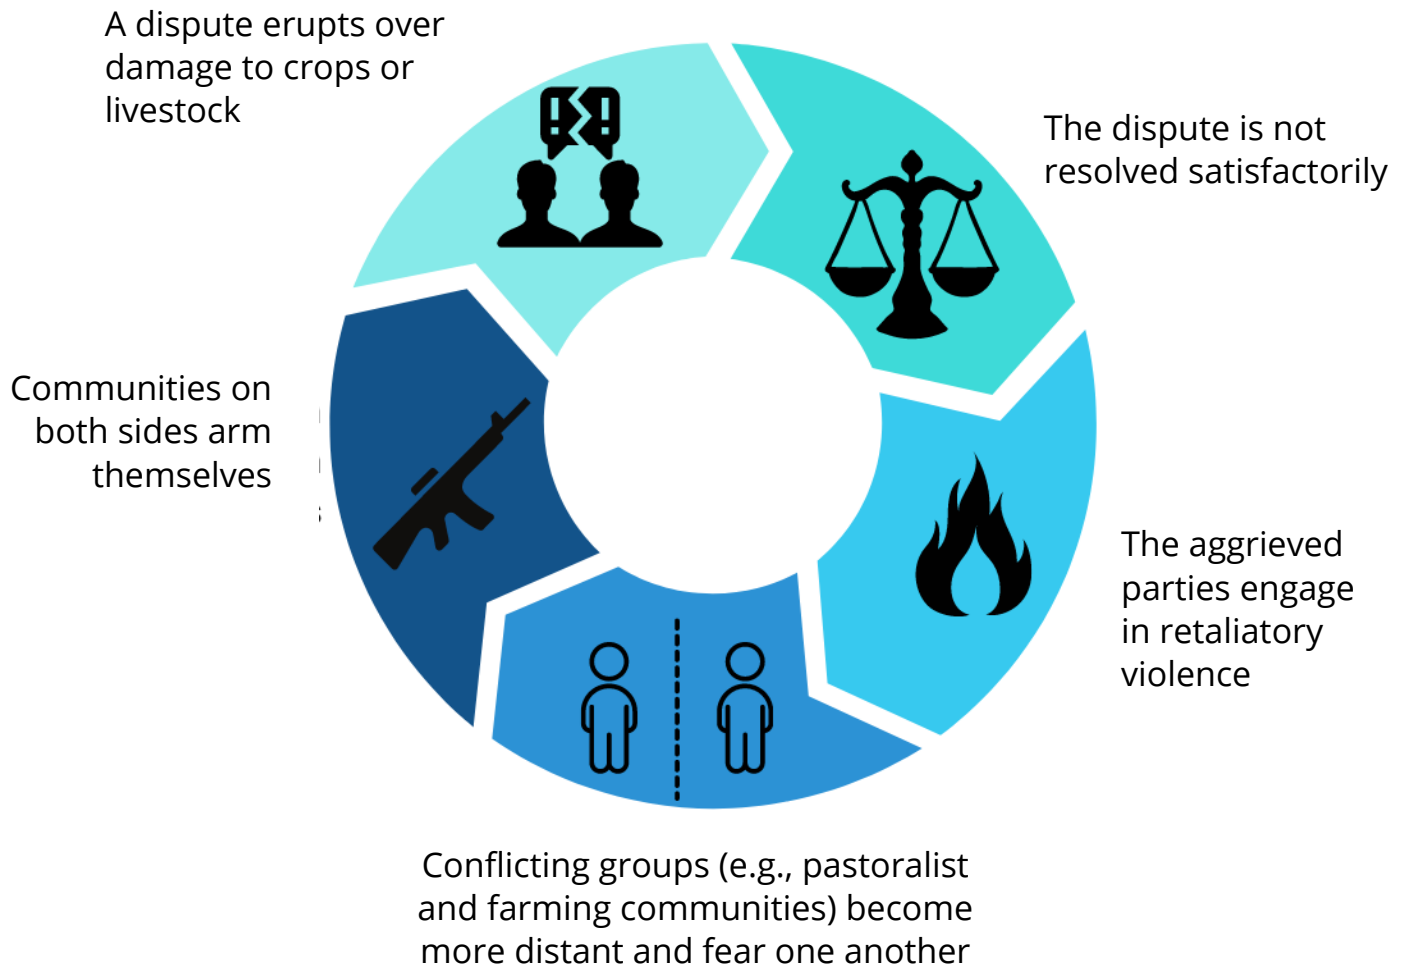 A dispute erupts over
damage to crops or
livestock
The dispute is not
resolved satisfactorily
The aggrieved
parties engage
in retaliatory
violence
Conflicting groups (e.g., pastoralist
and farming communities) become
more distant and fear one another
Communities on
both sides arm
themselves